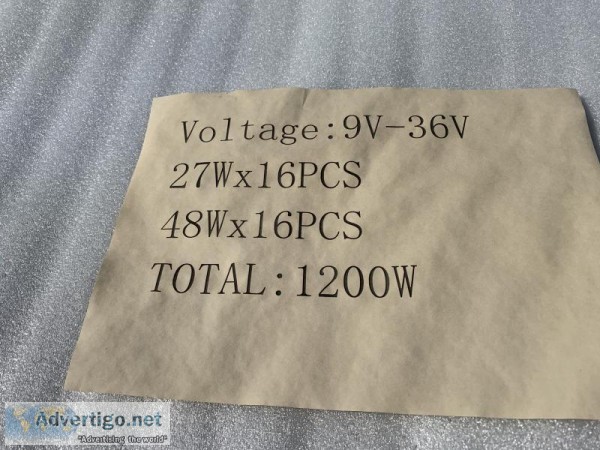 Voltage:9V-36V
27Wx16PCS
48Wx16PCS
TOTAL:1200W
Advertigo.net
"Advertising the world"